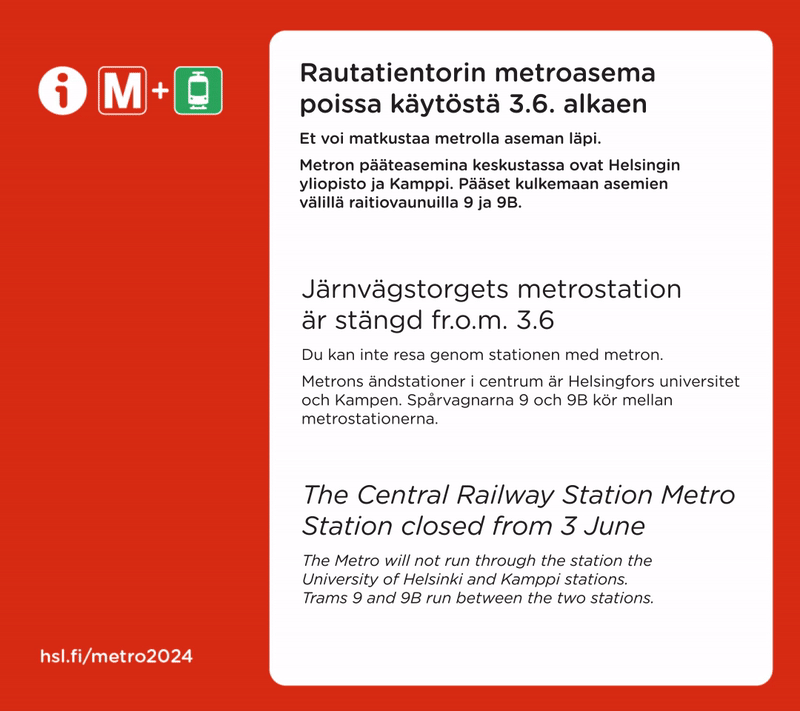 i M + 
Rautatientorin metroasema
poissa käytöstä 3.6. alkaen
Et voi matkustaa metrolla aseman läpi.
Metron pääteasemina keskustassa ovat Helsingin
yliopisto ja Kamppi. Pääset kulkemaan asemien
välillä raitiovaunuilla 9 ja 9B.
Järnvägstorgets metrostation
är stängd fr.o.m. 3.6
Du kan inte resa genom stationen med metron.
Metrons ändstationer i centrum är Helsingfors universitet
och Kampen. Spårvagnarna 9 och 9B kör mellan
metrostationerna.
The Central Railway Station Metro
Station closed from 3 June
The Metro will not run through the station the
University of Helsinki and Kamppi stations.
Trams 9 and 9B run between the two stations.
hsl.fi/metro2024